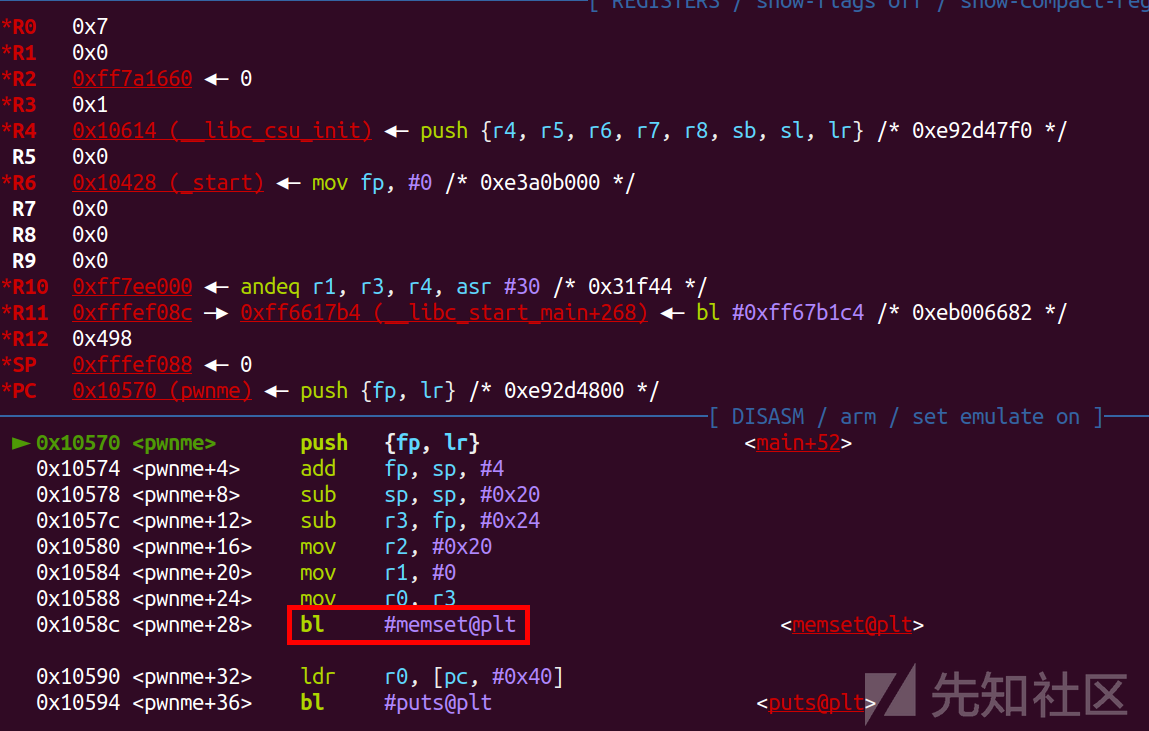 [ REGISTERS / show-flags off / show-compact-reg
*R0 0x7
*R1 0x0
*R2 0xff7a1660 ◂— 0
*R3 0x1
*R4 0x10614 (__libc_csu_init) ◂— push {r4, r5, r6, r7, r8, sb, sl, lr} /* 0xe92d47f0 */
R5 0x0
*R6 0x10428 (_start) ◂— mov fp, #0 /* 0xe3a0b000 */
R7 0x0
R8 0x0
R9 0x0
*R10 0xff7ee000 ◂— andeq r1, r3, r4, asr #30 /* 0x31f44 */
*R11 0xfffef08c —▸ 0xff6617b4 (__libc_start_main+268) ◂— bl #0xff67b1c4 /* 0xeb006682 */
*R12 0x498
*SP 0xfffef088 ◂— 0
*PC 0x10570 (pwnme) ◂— push {fp, lr} /* 0xe92d4800 */
[ DISASM / arm / set emulate on ]
► 0x10570 <pwnme> push {fp, lr} <main+52>
0x10574 <pwnme+4> add fp, sp, #4
0x10578 <pwnme+8> sub sp, sp, #0x20
0x1057c <pwnme+12> sub r3, fp, #0x24
0x10580 <pwnme+16> mov r2, #0x20
0x10584 <pwnme+20> mov r1, #0
0x10588 <pwnme+24> mov r0, r3
0x1058c <pwnme+28> bl #memset@plt <memset@plt>
0x10590 <pwnme+32> ldr r0, [pc, #0x40]
0x10594 <pwnme+36> bl #puts@plt <puts@plt>
先知社区